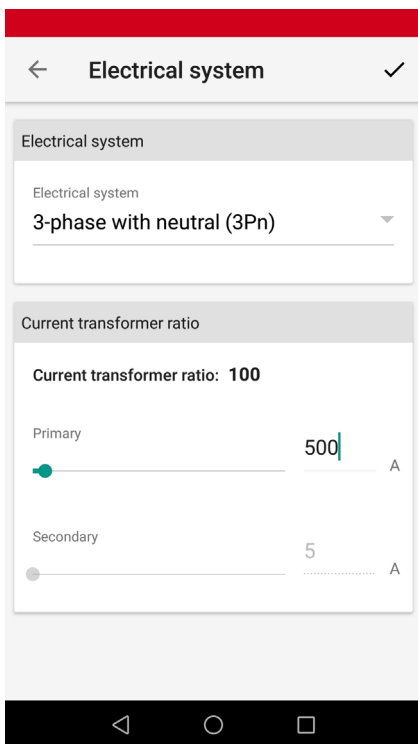 Electrical system
Electrical system
Electrical system
3-phase with neutral (3Pn)
Current transformer ratio
Current transformer ratio: 100
Primary
500
A
Secondary
5
A